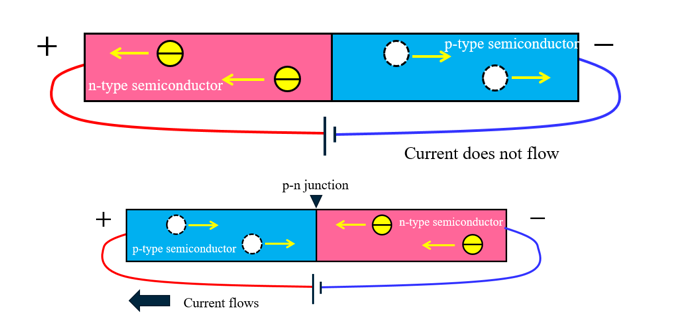 +
p-type semiconductor
−
n-type semiconductor
Current does not flow
p-n junction
+
n-type semiconductor
−
p-type semiconductor
Current flows